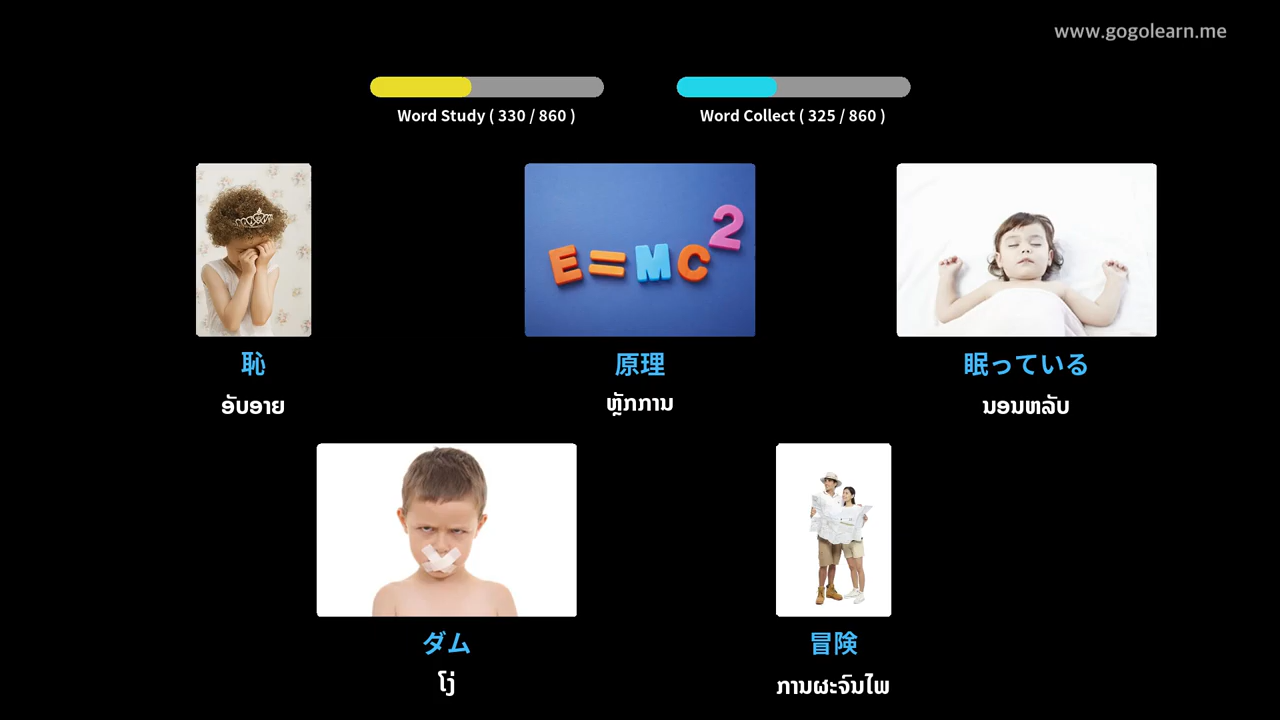 www.gogolearn.me
Word Study ( 330 / 860 )
Word Collect ( 325 / 860 )
E=MC2
恥
原理
眠っている
ອັບອາຍ
ຫຼັກການ
ນອນຫລັບ
ダム
冒険
ໂງ່
ການຜະຈົນໄພ